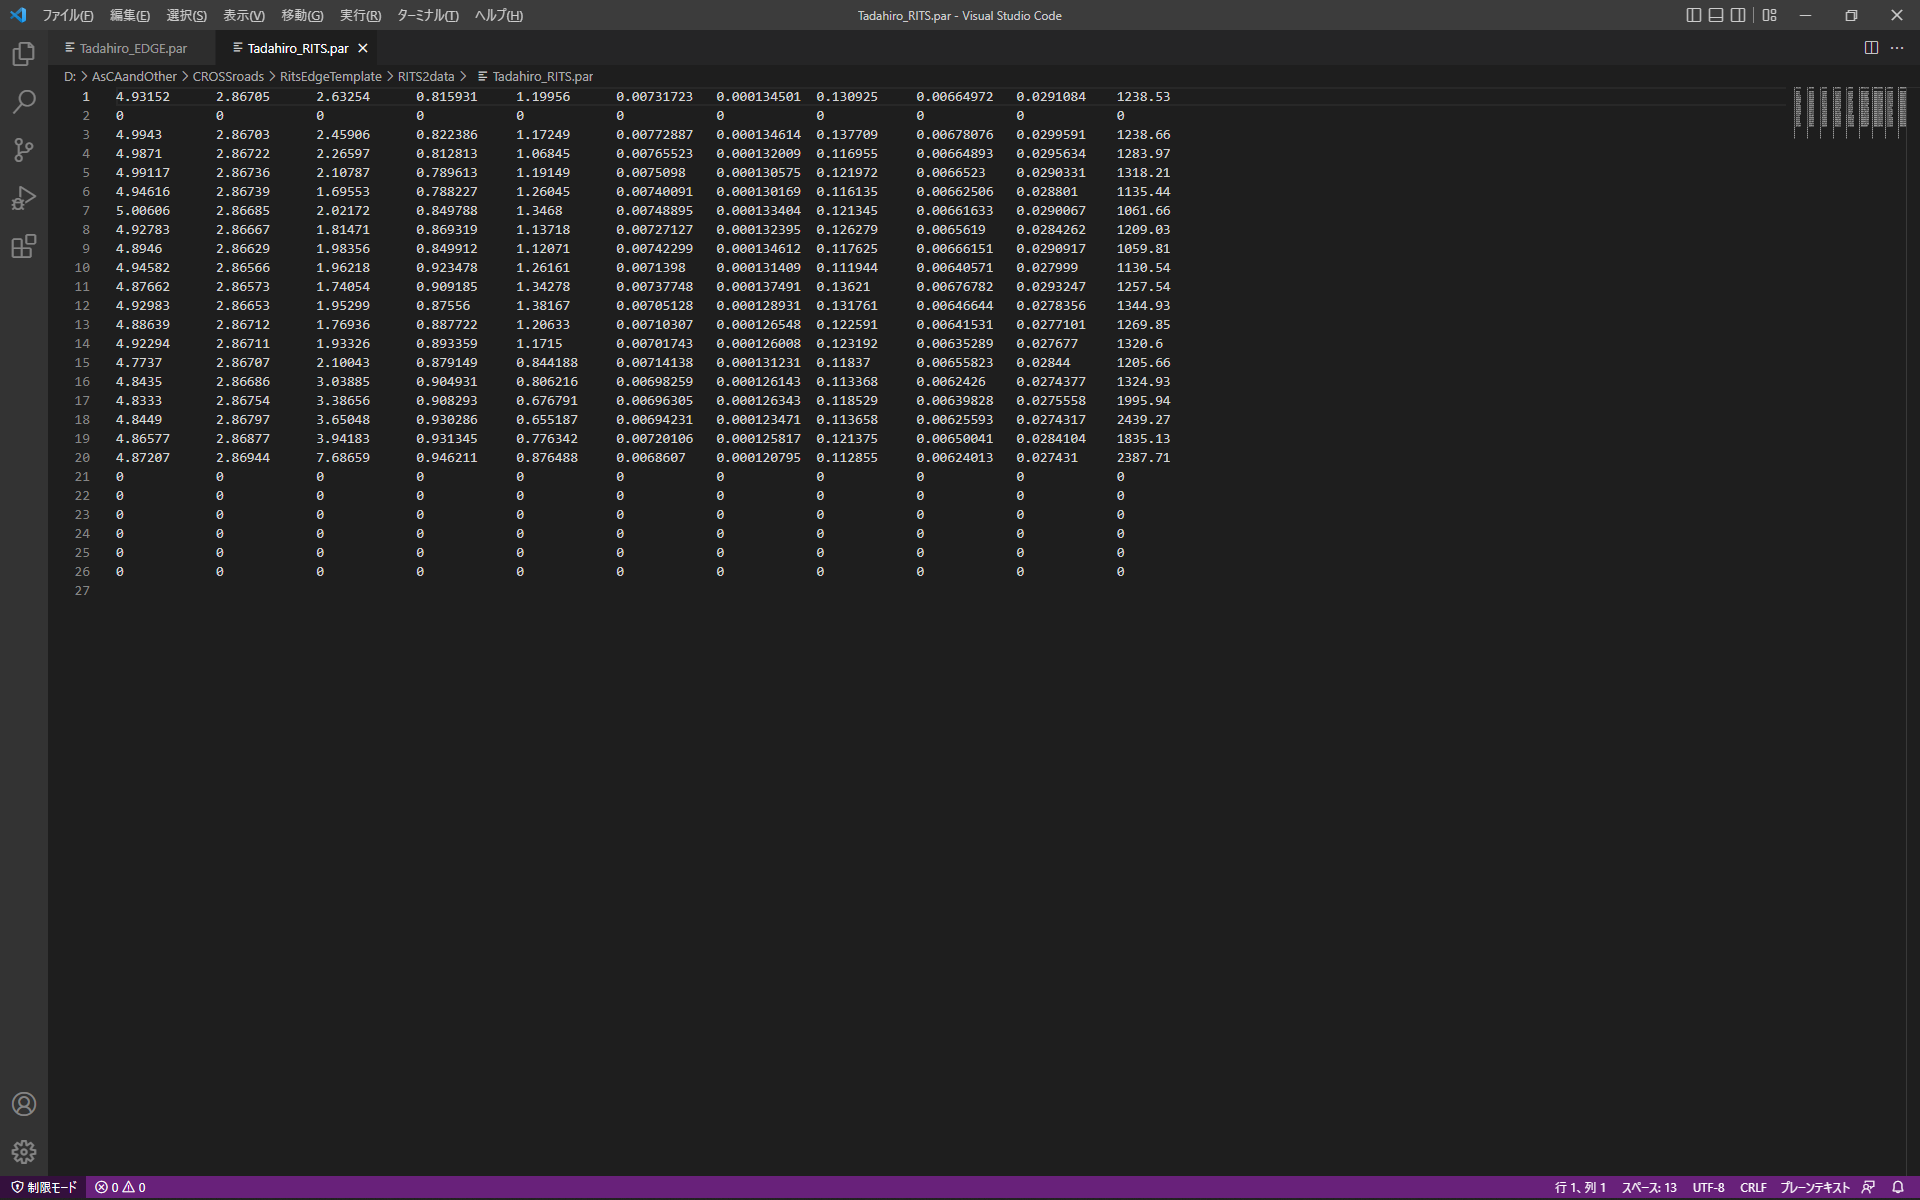 ファイル(F) 編集(E) 選択(S) 表示(V) 移動(G) 実行(R) ターミナル(T) ヘルプ(H) Tadahiro_RITS.par - Visual Studio Code
Tadahiro_EDGE.par Tadahiro_RITS.par
D: > AsCAandOther > CROSSroads > RitsEdgeTemplate > RITS2data > Tadahiro_RITS.par
1 4.93152 2.86705 2.63254 0.815931 1.19956 0.00731723 0.000134501 0.130925 0.00664972 0.0291084 1238.53
2 0 0 0 0 0 0 0 0 0 0 0
3 4.9943 2.86703 2.45906 0.822386 1.17249 0.00772887 0.000134614 0.137709 0.00678076 0.0299591 1238.66
4 4.9871 2.86722 2.26597 0.812813 1.06845 0.00765523 0.000132009 0.116955 0.00664893 0.0295634 1283.97
5 4.99117 2.86736 2.10787 0.789613 1.19149 0.0075098 0.000130575 0.121972 0.0066523 0.0290331 1318.21
6 4.94616 2.86739 1.69553 0.788227 1.26045 0.00740091 0.000130169 0.116135 0.00662506 0.028801 1135.44
7 5.00606 2.86685 2.02172 0.849788 1.3468 0.00748895 0.000133404 0.121345 0.00661633 0.0290067 1061.66
8 4.92783 2.86667 1.81471 0.869319 1.13718 0.00727127 0.000132395 0.126279 0.0065619 0.0284262 1209.03
9 4.8946 2.86629 1.98356 0.849912 1.12071 0.00742299 0.000134612 0.117625 0.00666151 0.0290917 1059.81
10 4.94582 2.86566 1.96218 0.923478 1.26161 0.0071398 0.000131409 0.111944 0.00640571 0.027999 1130.54
11 4.87662 2.86573 1.74054 0.909185 1.34278 0.00737748 0.000137491 0.13621 0.00676782 0.0293247 1257.54
12 4.92983 2.86653 1.95299 0.87556 1.38167 0.00705128 0.000128931 0.131761 0.00646644 0.0278356 1344.93
13 4.88639 2.86712 1.76936 0.887722 1.20633 0.00710307 0.000126548 0.122591 0.00641531 0.0277101 1269.85
14 4.92294 2.86711 1.93326 0.893359 1.1715 0.00701743 0.000126008 0.123192 0.00635289 0.027677 1320.6
15 4.7737 2.86707 2.10043 0.879149 0.844188 0.00714138 0.000131231 0.11837 0.00655823 0.02844 1205.66
16 4.8435 2.86686 3.03885 0.904931 0.806216 0.00698259 0.000126143 0.113368 0.0062426 0.0274377 1324.93
17 4.8333 2.86754 3.38656 0.908293 0.676791 0.00696305 0.000126343 0.118529 0.00639828 0.0275558 1995.94
18 4.8449 2.86797 3.65048 0.930286 0.655187 0.00694231 0.000123471 0.113658 0.00625593 0.0274317 2439.27
19 4.86577 2.86877 3.94183 0.931345 0.776342 0.00720106 0.000125817 0.121375 0.00650041 0.0284104 1835.13
20 4.87207 2.86944 7.68659 0.946211 0.876488 0.0068607 0.000120795 0.112855 0.00624013 0.027431 2387.71
21 0 0 0 0 0 0 0 0 0 0 0
22 0 0 0 0 0 0 0 0 0 0 0
23 0 0 0 0 0 0 0 0 0 0 0
24 0 0 0 0 0 0 0 0 0 0 0
25 0 0 0 0 0 0 0 0 0 0 0
26 0 0 0 0 0 0 0 0 0 0 0
27
制限モード 0 0 行 1、列 1 スペース: 13 UTF-8 CRLF プレーンテキスト